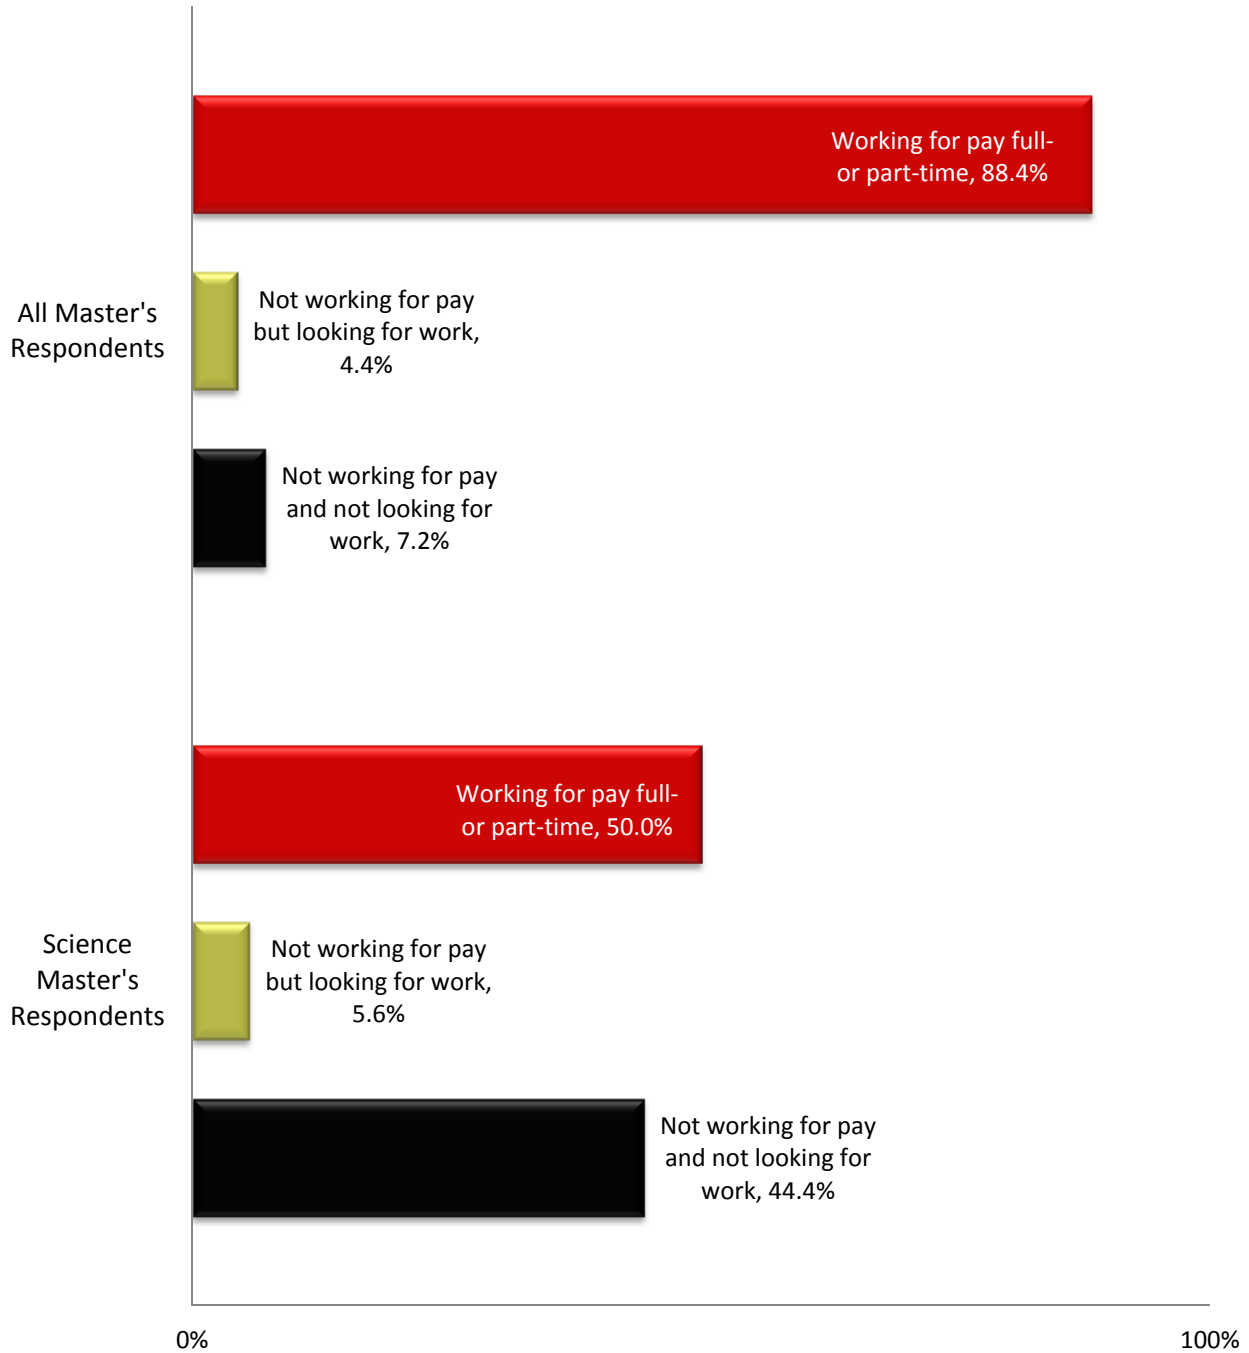 Working for pay full-
or part-time, 88.4%
All Master's
Respondents
Not working for pay
but looking for work,
4.4%
Not working for pay
and not looking for
work, 7.2%
Working for pay full-
or part-time, 50.0%
Science
Master's
Respondents
Not working for pay
but looking for work,
5.6%
Not working for pay
and not looking for
work, 44.4%
0%
100%